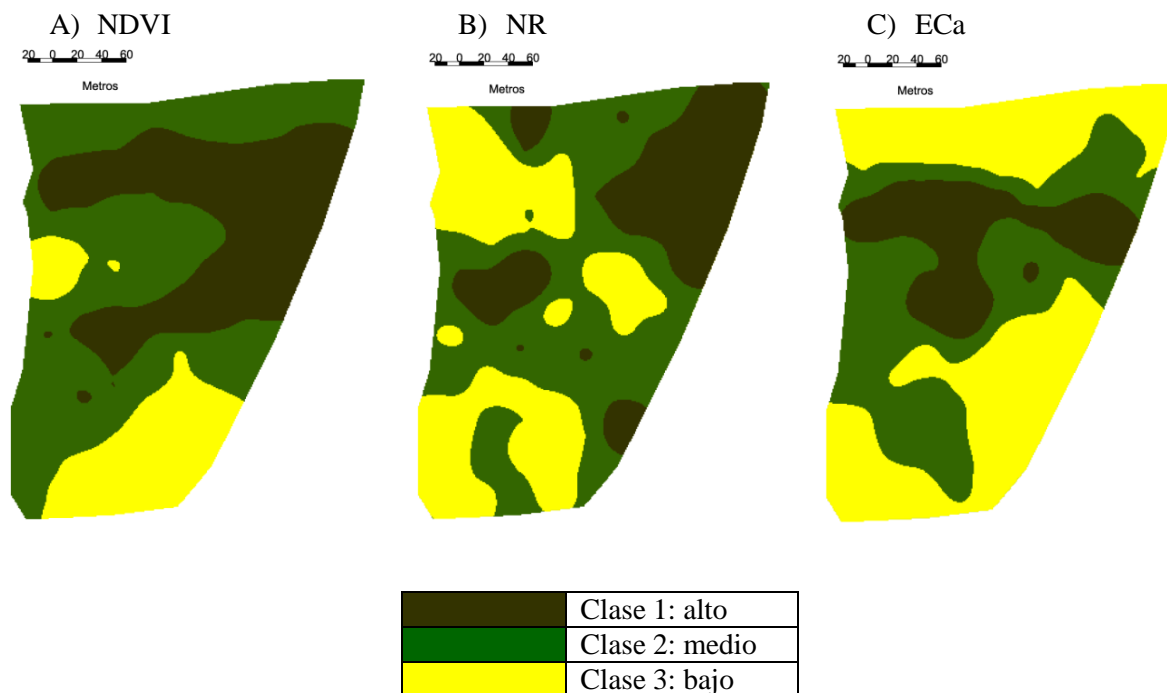 A) NDVI
B) NR
C) ECa
20 0 20 40 60
20 0 20 40 60
20 0 20 40 60
Metros
Metros
Metros
Clase 1: alto
Clase 2: medio
Clase 3: bajo